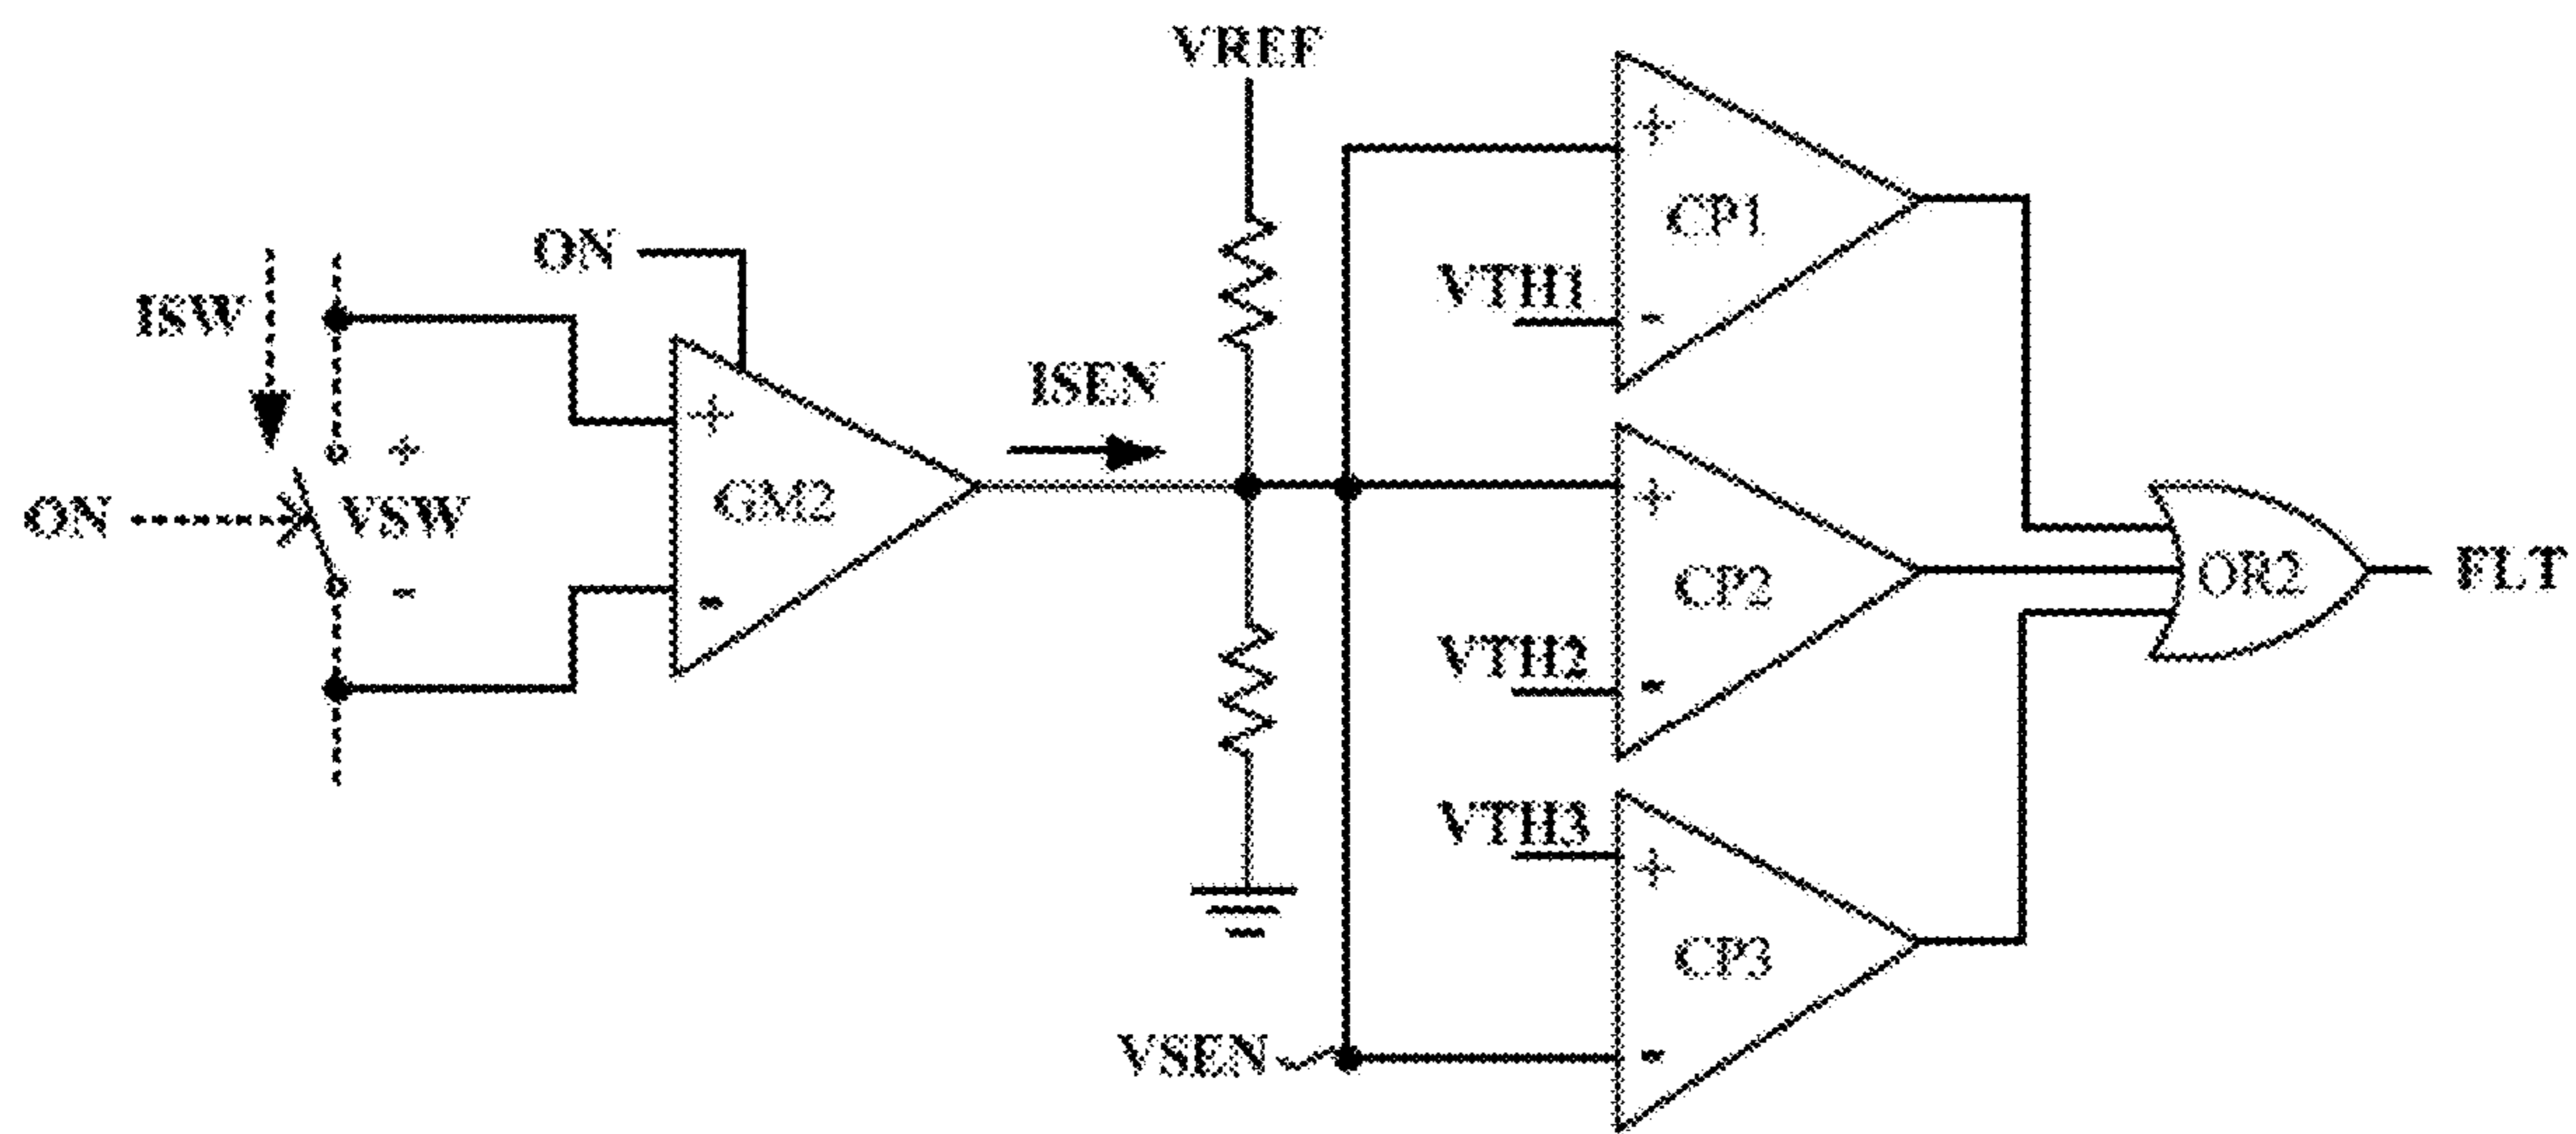 VREF
+
CP1
ON
VTH1
-
ISW
ISEN
+
+
GM2
+
ON
VSW
-
-
CP2
OR2
FLT
VTH2
-
VTH3
+
CP3
VSEN
-